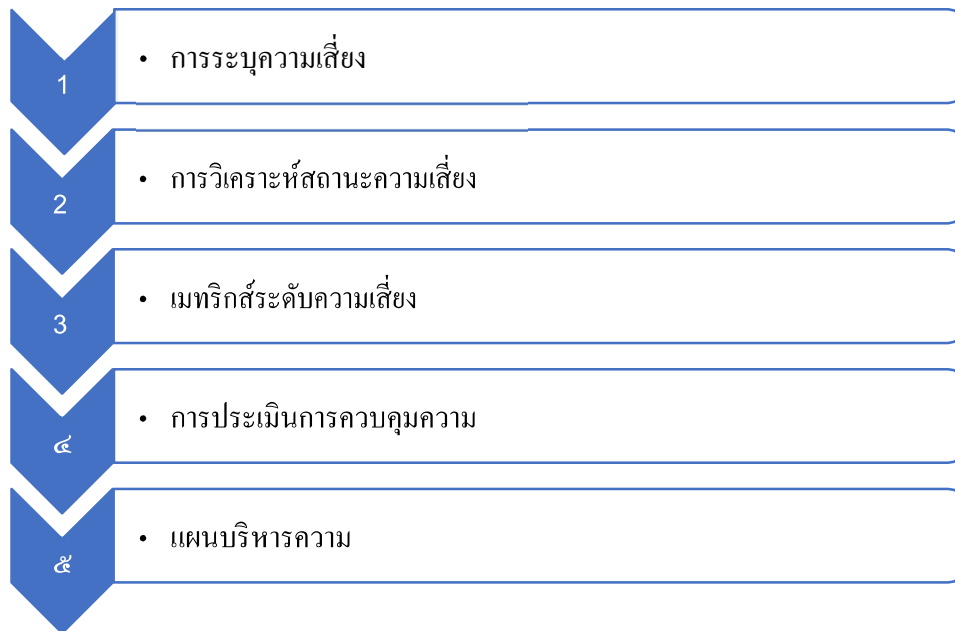 1
• การระบุความเสี่ยง
2
• การวิเคราะห์สถานะความเสี่ยง
3
• เมทริกส์ระดับความเสี่ยง
๔
• การประเมินการควบคุมความ
๕
• แผนบริหารความ